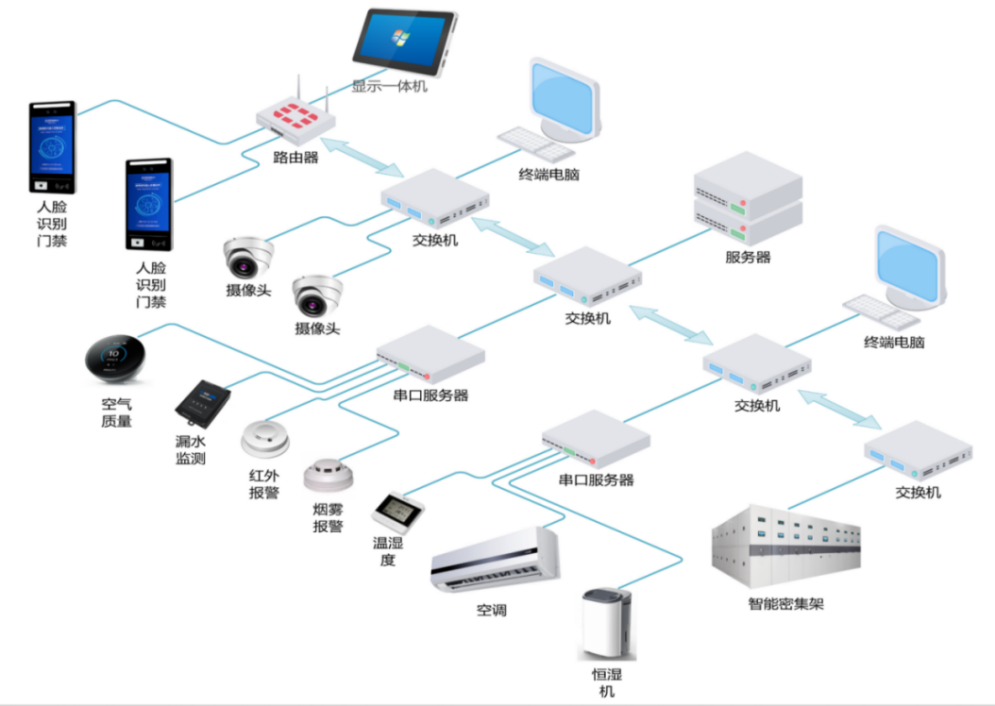 显示一体机
路由器
终端电脑
人脸
识别
门禁
交换机
服务器
人脸
识别
门禁
摄像头
摄像头
交换机
终端电脑
串口服务器
空气
质量
交换机
漏水
监测
红外
报警
串口服务器
交换机
烟雾
报警
温湿
度
空调
智能密集架
恒湿
机